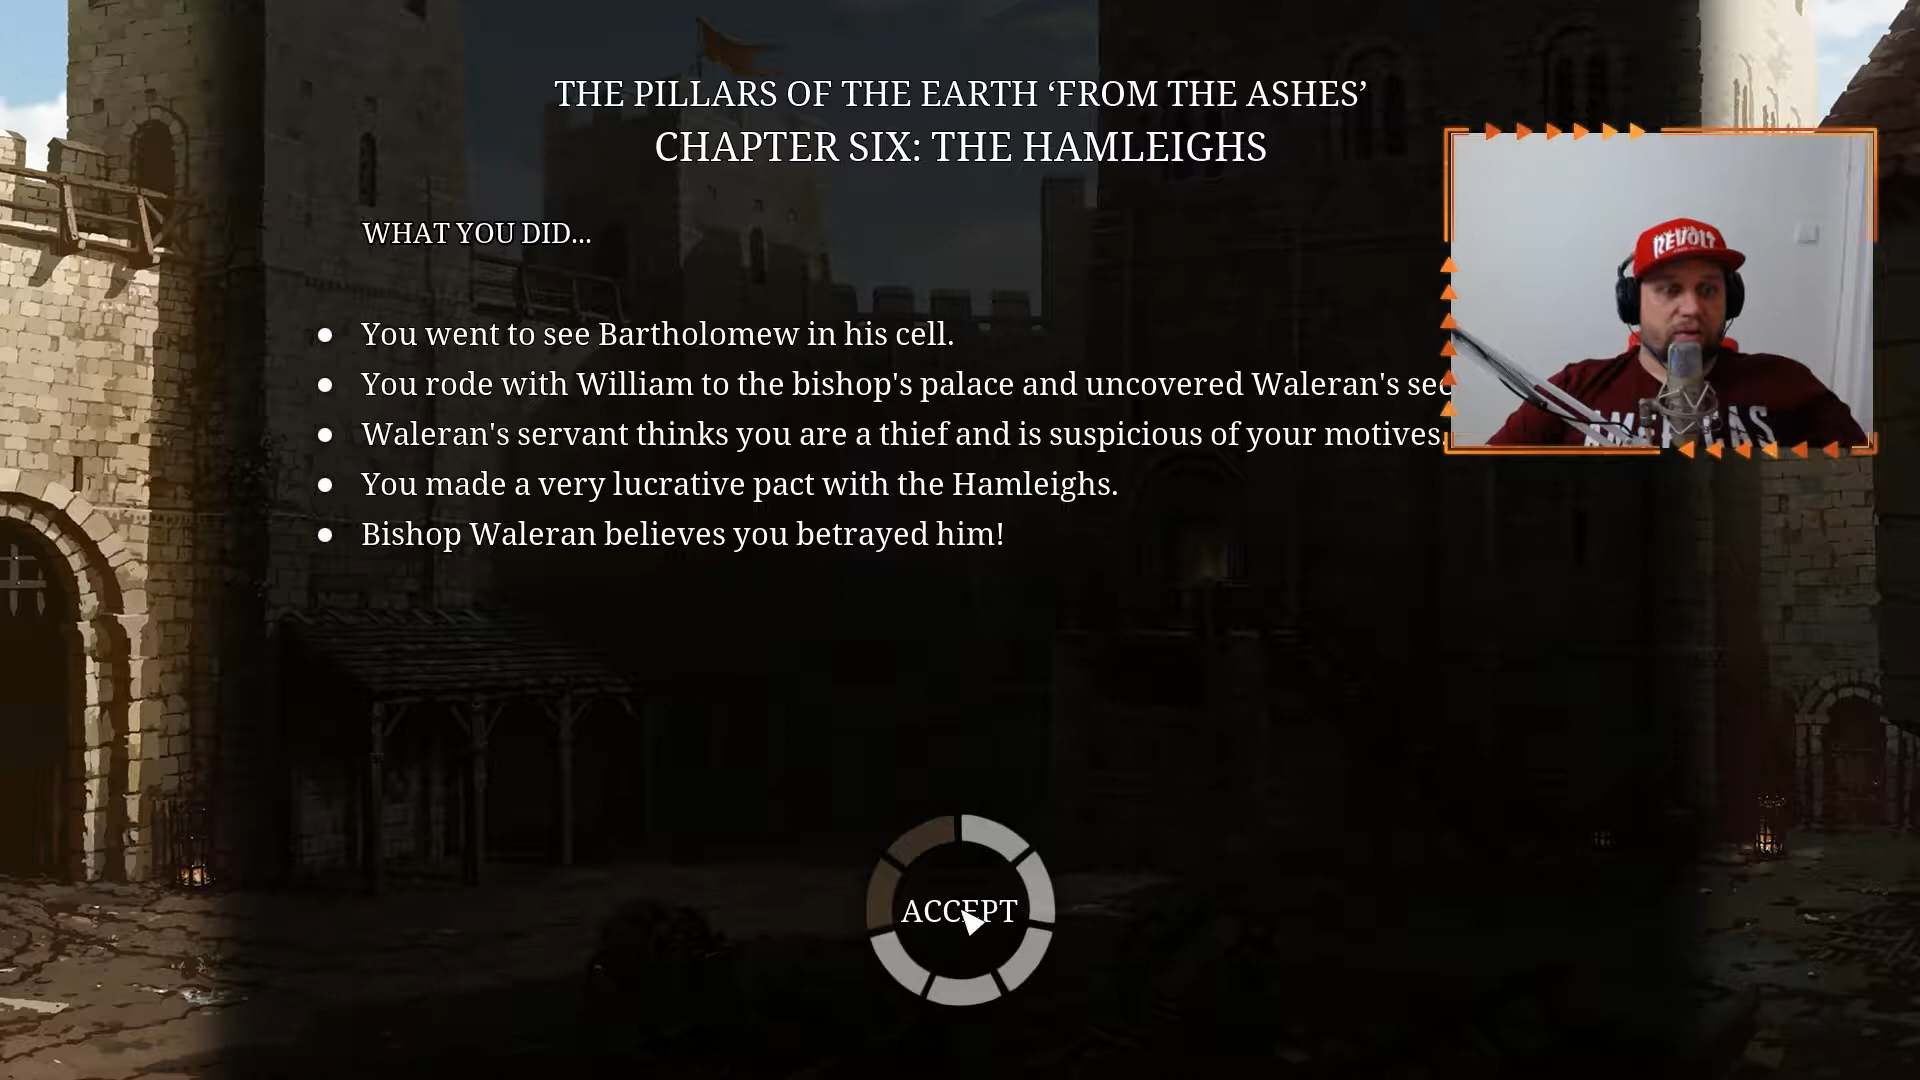 THE PILLARS OF THE EARTH ‘FROM THE ASHES’
CHAPTER SIX: THE HAMLEIGHS
REVOLT
WHAT YOU DID...
You went to see Bartholomew in his cell.
You rode with William to the bishop's palace and uncovered Waleran's
Waleran's servant thinks you are a thief and is suspicious of your motives.
You made a very lucrative pact with the Hamleighs.
Bishop Waleran believes you betrayed him!
ACCEPT